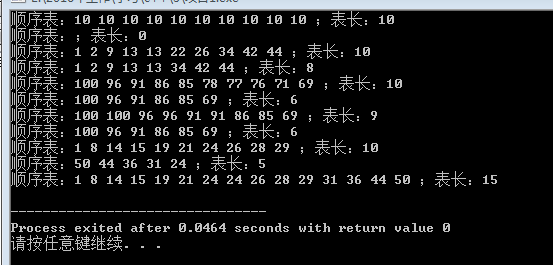 顺序表：10 10 10 10 10 10 10 10 10 10 ；表长：10
顺序表：；表长：0
顺序表：1 2 9 13 13 22 26 34 42 44 ；表长：10
顺序表：1 2 9 13 13 34 42 44 ；表长：8
顺序表：100 96 91 86 85 78 77 76 71 69 ；表长：10
顺序表：100 96 91 86 85 69 ；表长：6
顺序表：100 100 96 96 91 91 86 85 69 ；表长：9
顺序表：100 96 91 86 85 69 ；表长：6
顺序表：1 8 14 15 19 21 24 26 28 29 ；表长：10
顺序表：50 44 36 31 24 ；表长：5
顺序表：1 8 14 15 19 21 24 24 26 28 29 31 36 44 50 ；表长：15
--------------------------------
Process exited after 0.0464 seconds with return value 0
请按任意键继续. . .